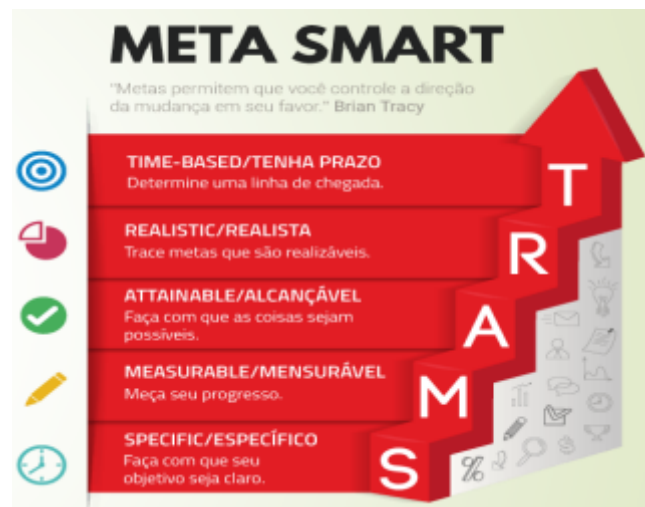 META SMART
"Metas permitem que você controle a direção
da mudança em seu favor." Brian Tracy
TIME-BASED/TENHA PRAZO
Determine uma linha de chegada.
T
REALISTIC/REALISTA
Trace metas que são realizáveis.
R
ATTAINABLE/ALCANÇÁVEL
Faça com que as coisas sejam
possíveis.
A
MEASURABLE/MENSURÁVEL
Meça seu progresso.
M
SPECIFIC/ESPECÍFICO
Faça com que seu
objetivo seja claro.
S
%
$